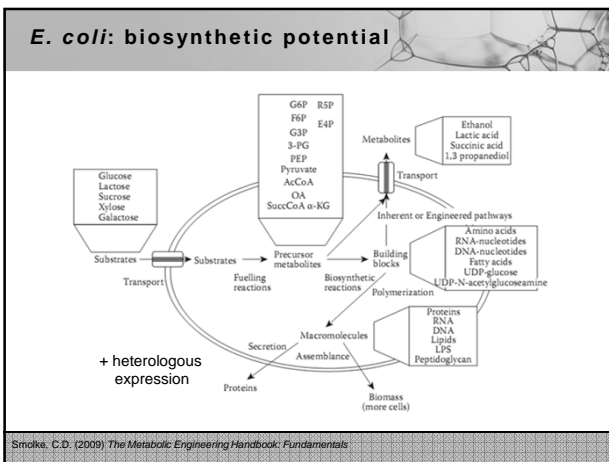 E. coli: biosynthetic potential
G6P R5P
F6P
E4P
G3P
3-PG
PEP
Pyruvate
AcCoA
OA
SuccCoA α-KG
Ethanol
Lactic acid
Succinic acid
1,3 propanediol
Metabolites
Transport
Glucose
Lactose
Sucrose
Xylose
Galactose
Inherent or Engineered pathways
Substrates
Transport
Substrates
Fuelling
reactions
Precursor
metabolites
Biosynthetic
reactions
Building
blocks
Amino acids
RNA-nucleotides
DNA-nucleotides
Fatty acids
UDP-glucose
UDP-N-acetylglucoseamine
Polymerization
Macromolecules
Proteins
RNA
DNA
Lipids
LPS
Peptidoglycan
Secretion
Assemblance
+ heterologous
expression
Proteins
Biomass
(more cells)
Smolke, C.D. (2009) The Metabolic Engineering Handbook: Fundamentals